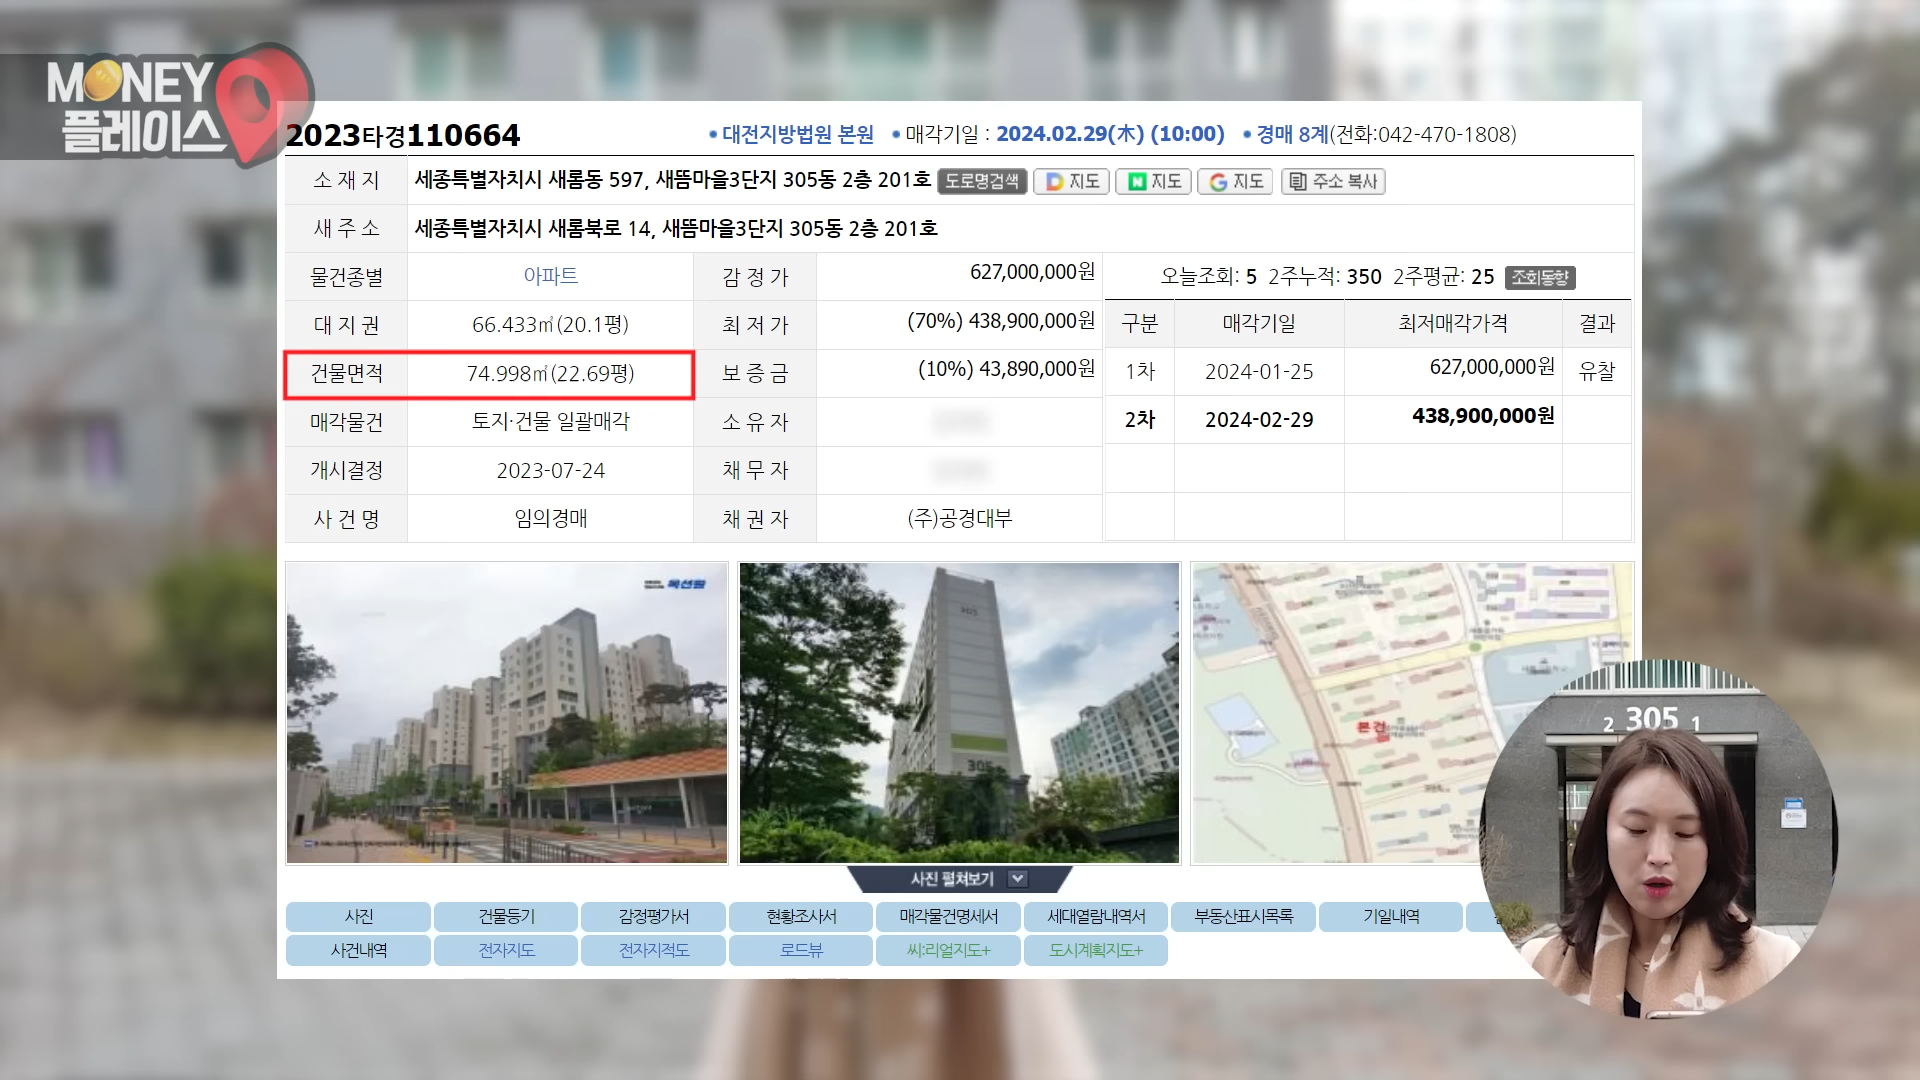 MONEY
플레이스
2023타경110664
• 대전지방법원 본원 • 매각기일 : 2024.02.29(木) (10:00) • 경매 8계(전화:042-470-1808)
소 재 지 세종특별자치시 새롬동 597, 새뜸마을3단지 305동 2층 201호 도로명검색 D 지도 N 지도 G 지도 주소 복사
새 주 소 세종특별자치시 새롬북로 14, 새뜸마을3단지 305동 2층 201호
물건종별 아파트 감 정 가 627,000,000원 오늘조회: 5 2주누적: 350 2주평균: 25 조회동향
대 지 권 66.433㎡(20.1평) 최 저 가 (70%) 438,900,000원 구분 매각기일 최저매각가격 결과
건물면적 74.998㎡(22.69평) 보 증 금 (10%) 43,890,000원 1차 2024-01-25 627,000,000원 유찰
매각물건 토지·건물 일괄매각 소 유 자 2차 2024-02-29 438,900,000원
개시결정 2023-07-24 채 무 자
사 건 명 임의경매 채 권 자 (주)공경대부
옥션원
305
305
본건
사진 펼쳐보기
2 305 1
사진 건물등기 감정평가서 현황조사서 매각물건명세서 세대열람내역서 부동산표시목록 기일내역
사건내역 전자지도 전자지적도 로드뷰 씨:리얼지도+ 도시계획지도+